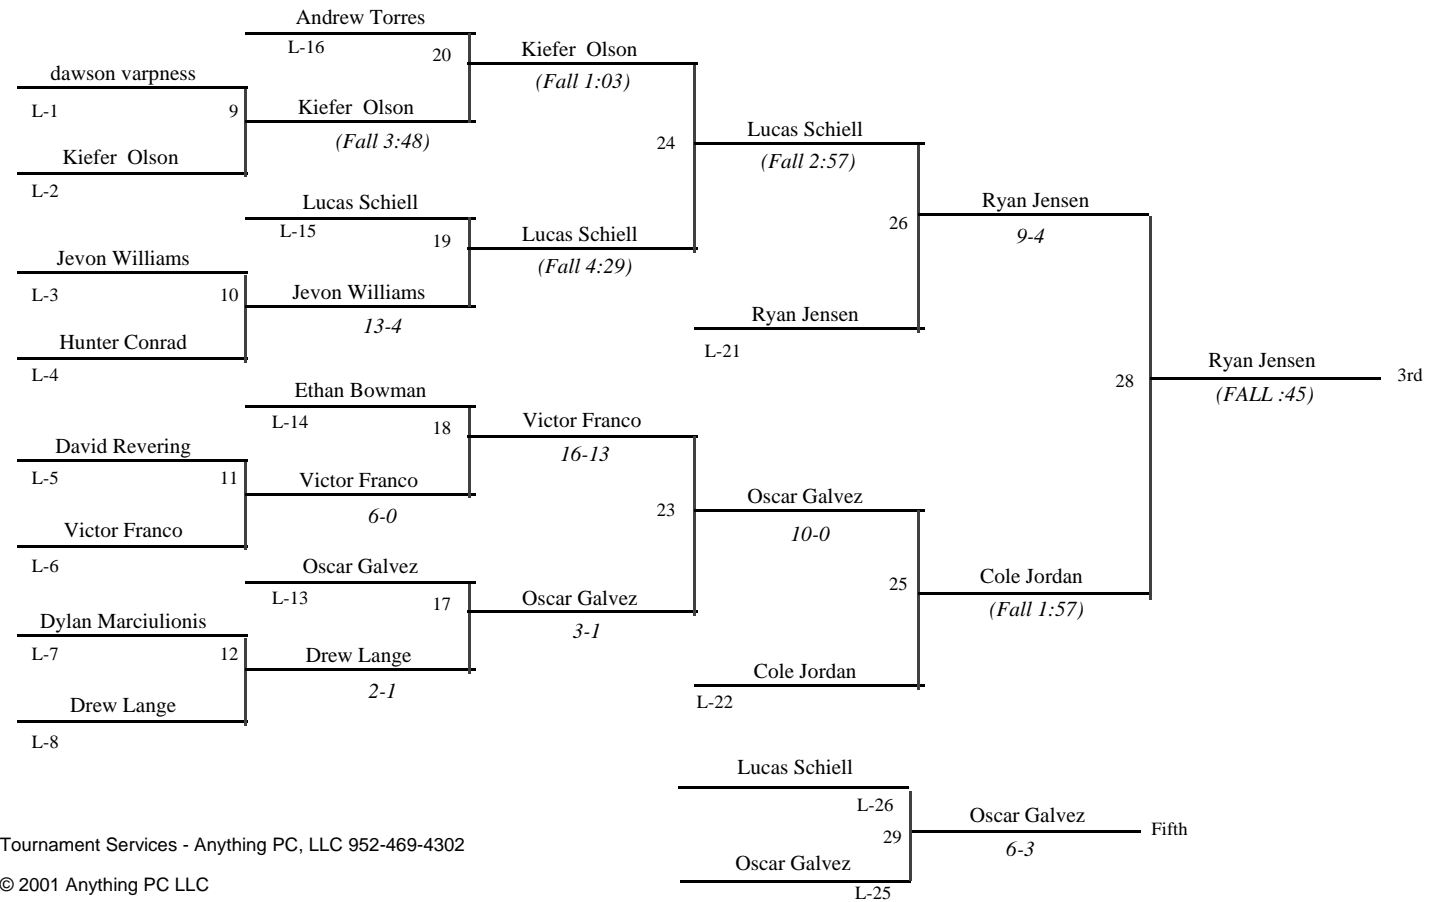 Andrew Torres
L-16
20
Kiefer  Olson
(Fall 1:03)
dawson varpness
L-1
9
Kiefer  Olson
(Fall 3:48)
Kiefer  Olson
L-2
24
Lucas Schiell
(Fall 2:57)
Lucas Schiell
L-15
19
Lucas Schiell
(Fall 4:29)
26
Ryan Jensen
9-4
Jevon Williams
L-3
10
Jevon Williams
13-4
Hunter Conrad
L-4
Ryan Jensen
L-21
28
Ryan Jensen
(FALL :45)
3rd
Ethan Bowman
L-14
18
Victor Franco
16-13
David Revering
L-5
11
Victor Franco
6-0
Victor Franco
L-6
23
Oscar Galvez
10-0
Oscar Galvez
L-13
17
Oscar Galvez
3-1
25
Cole Jordan
(Fall 1:57)
Dylan Marciulionis
L-7
12
Drew Lange
2-1
Drew Lange
L-8
Cole Jordan
L-22
Lucas Schiell
L-26
29
Oscar Galvez
6-3
Fifth
Oscar Galvez
L-25
Tournament Services - Anything PC, LLC 952-469-4302
© 2001 Anything PC LLC